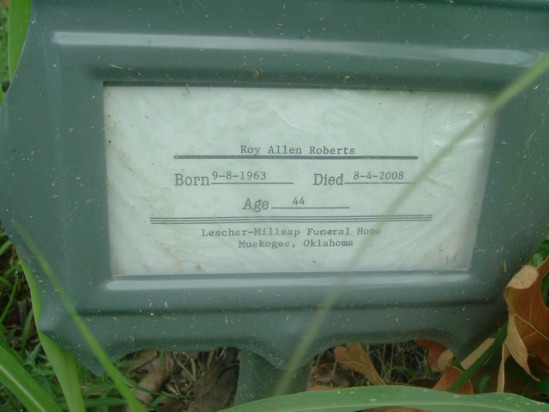 Roy Allen Roberts
Born 9-8-1963 Died 8-4-2008
Age 44
Lescher-Millsap Funeral Home
Muskogee, Oklahoma